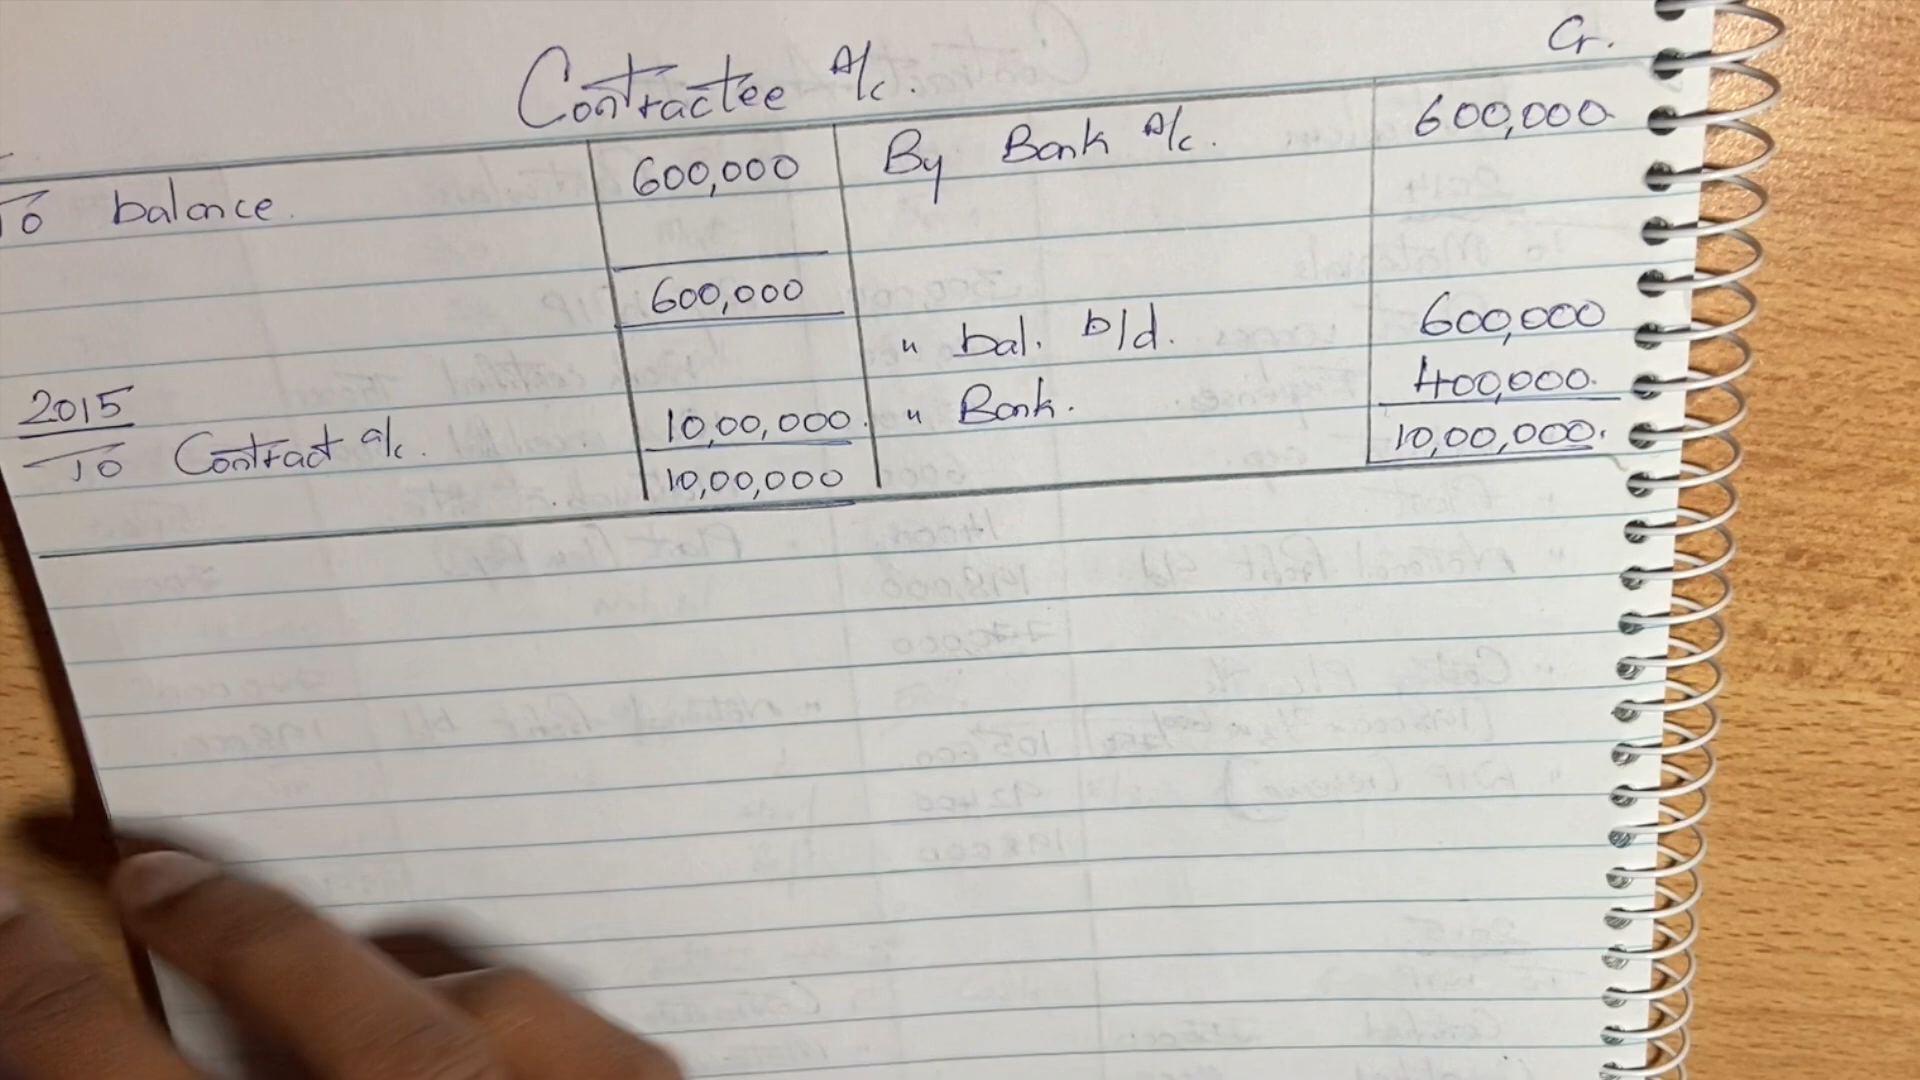 Contractee A/c.
Cr.
To balance. 600,000 By Bank A/c. 600,000
600,000
" bal. b/d. 600,000
2015
To Contract a/c. 10,00,000. " Bank. 400,000.
10,00,000 10,00,000.